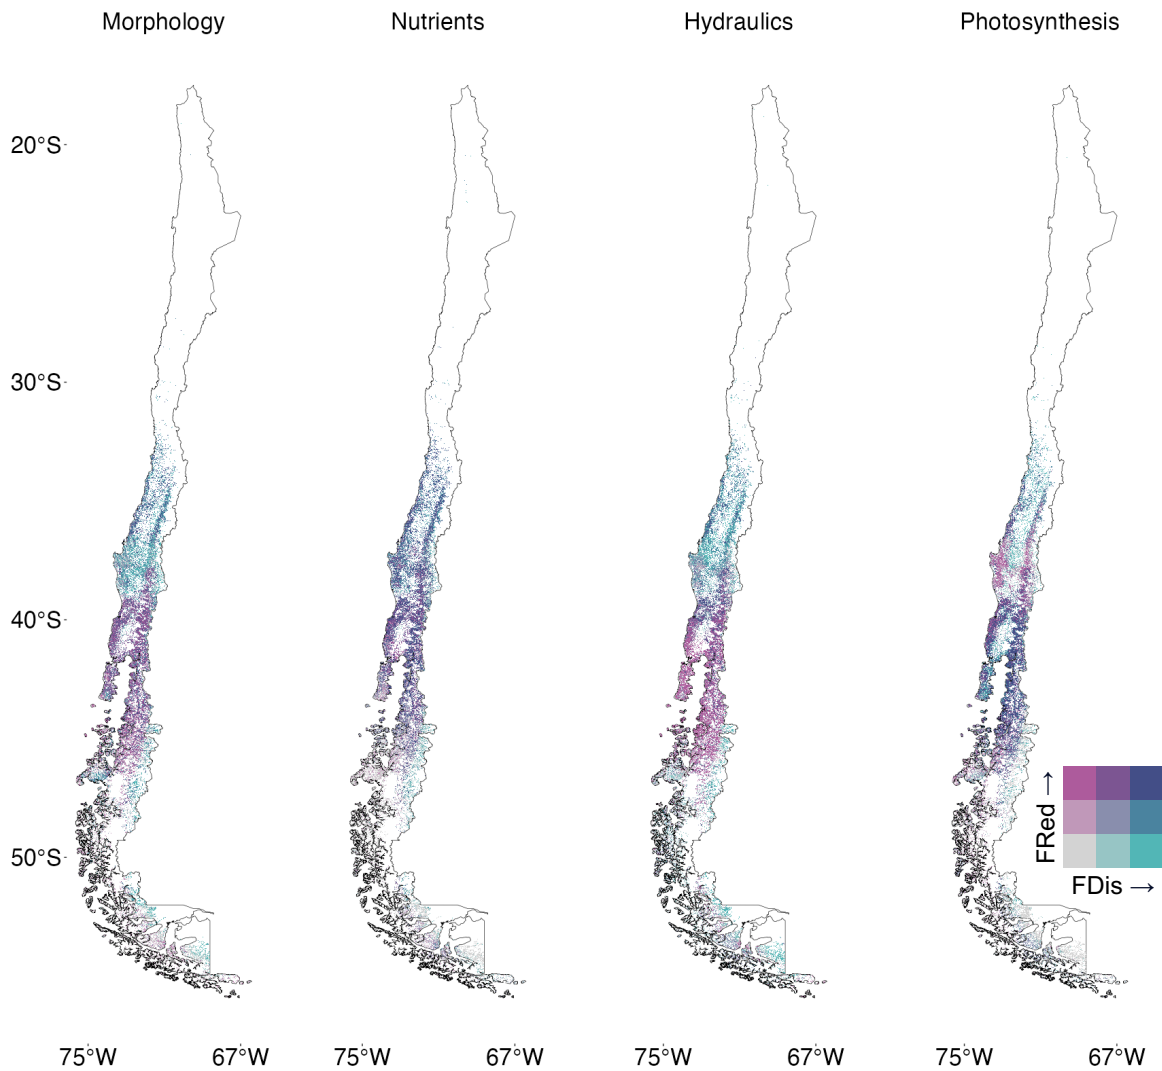 Morphology Nutrients Hydraulics Photosynthesis
20°S
30°S
40°S
50°S
FRed →
FDis →
75°W 67°W 75°W 67°W 75°W 67°W 75°W 67°W